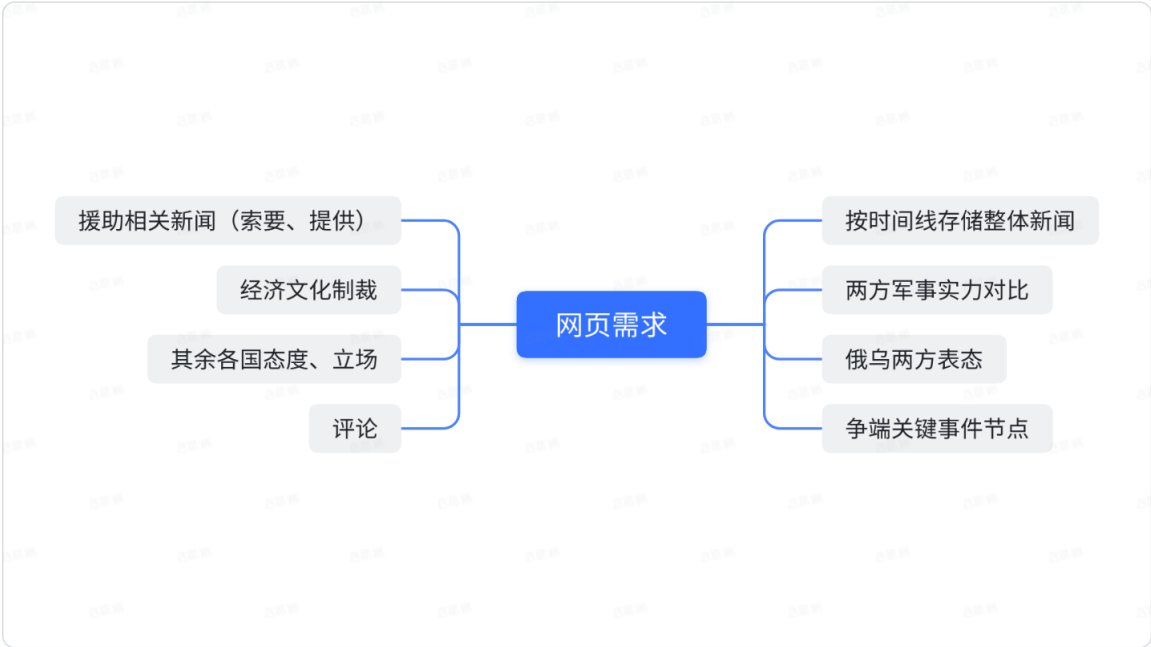 网页需求
按时间线存储整体新闻
两方军事实力对比
俄乌两方表态
争端关键事件节点
援助相关新闻（索要、提供）
经济文化制裁
其余各国态度、立场
评论